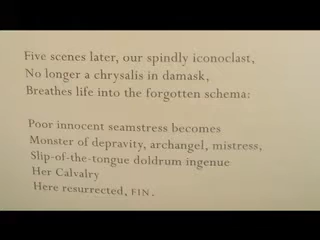 Five scenes later, our spindly iconoclast,
No longer a chrysalis in damask,
Breathes life into the forgotten schema:
Poor innocent seamstress becomes
Monster of depravity, archangel, mistress,
Slip-of-the-tongue doldrum ingenue
Her Calvalry
Here resurrected, FIN.